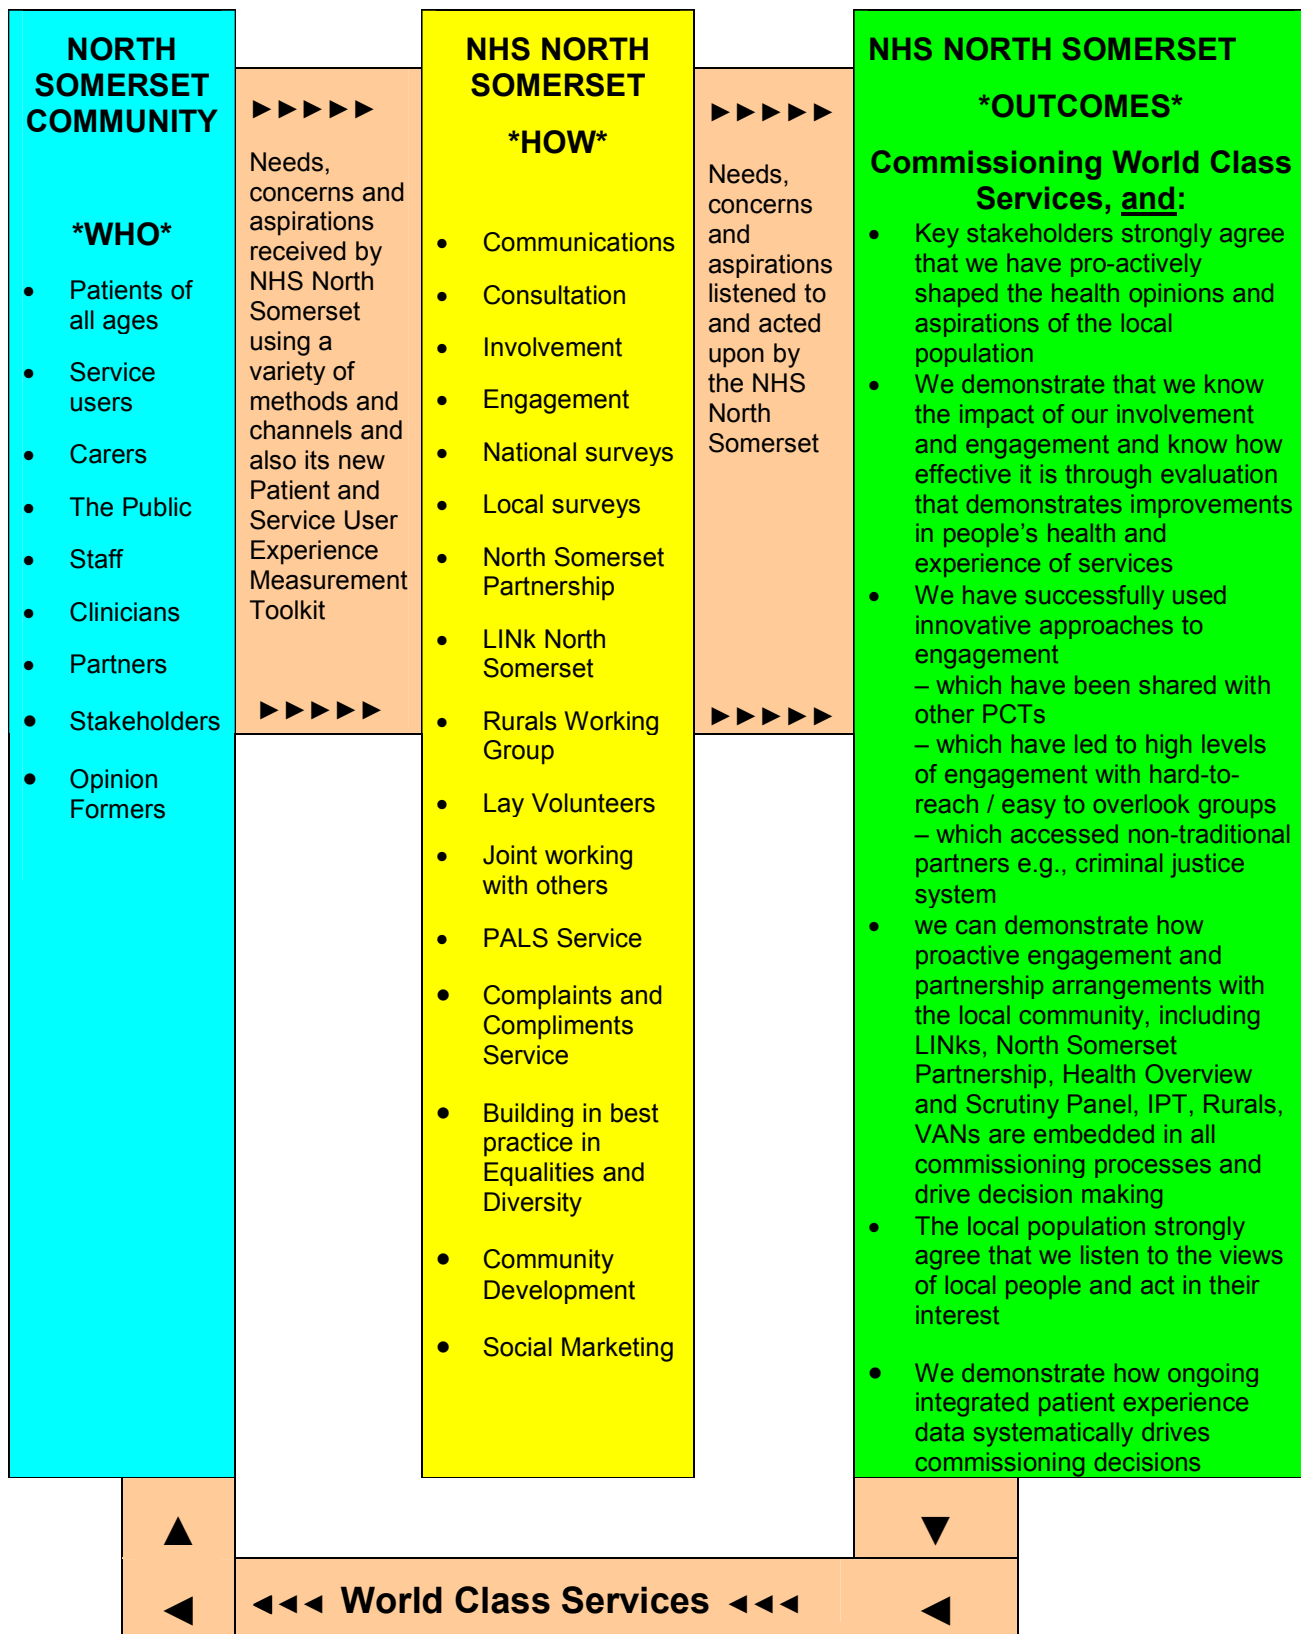 NORTH
SOMERSET
COMMUNITY
*WHO*
• Patients of
all ages
• Service
users
• Carers
• The Public
• Staff
• Clinicians
• Partners
• Stakeholders
• Opinion
Formers
►►►►►
Needs,
concerns and
aspirations
received by
NHS North
Somerset
using a
variety of
methods and
channels and
also its new
Patient and
Service User
Experience
Measurement
Toolkit
►►►►►
NHS NORTH
SOMERSET
*HOW*
• Communications
• Consultation
• Involvement
• Engagement
• National surveys
• Local surveys
• North Somerset
Partnership
• LINk North
Somerset
• Rurals Working
Group
• Lay Volunteers
• Joint working
with others
• PALS Service
• Complaints and
Compliments
Service
• Building in best
practice in
Equalities and
Diversity
• Community
Development
• Social Marketing
►►►►►
Needs,
concerns
and
aspirations
listened to
and acted
upon by
the NHS
North
Somerset
►►►►►
NHS NORTH SOMERSET
*OUTCOMES*
Commissioning World Class
Services, and:
• Key stakeholders strongly agree
that we have pro-actively
shaped the health opinions and
aspirations of the local
population
• We demonstrate that we know
the impact of our involvement
and engagement and know how
effective it is through evaluation
that demonstrates improvements
in people’s health and
experience of services
• We have successfully used
innovative approaches to
engagement
– which have been shared with
other PCTs
– which have led to high levels
of engagement with hard-to-
reach / easy to overlook groups
– which accessed non-traditional
partners e.g., criminal justice
system
• we can demonstrate how
proactive engagement and
partnership arrangements with
the local community, including
LINks, North Somerset
Partnership, Health Overview
and Scrutiny Panel, IPT, Rurals,
VANs are embedded in all
commissioning processes and
drive decision making
• The local population strongly
agree that we listen to the views
of local people and act in their
interest
• We demonstrate how ongoing
integrated patient experience
data systematically drives
commissioning decisions
▲ ▼
◄ ◄◄◄ World Class Services ◄◄◄ ◄